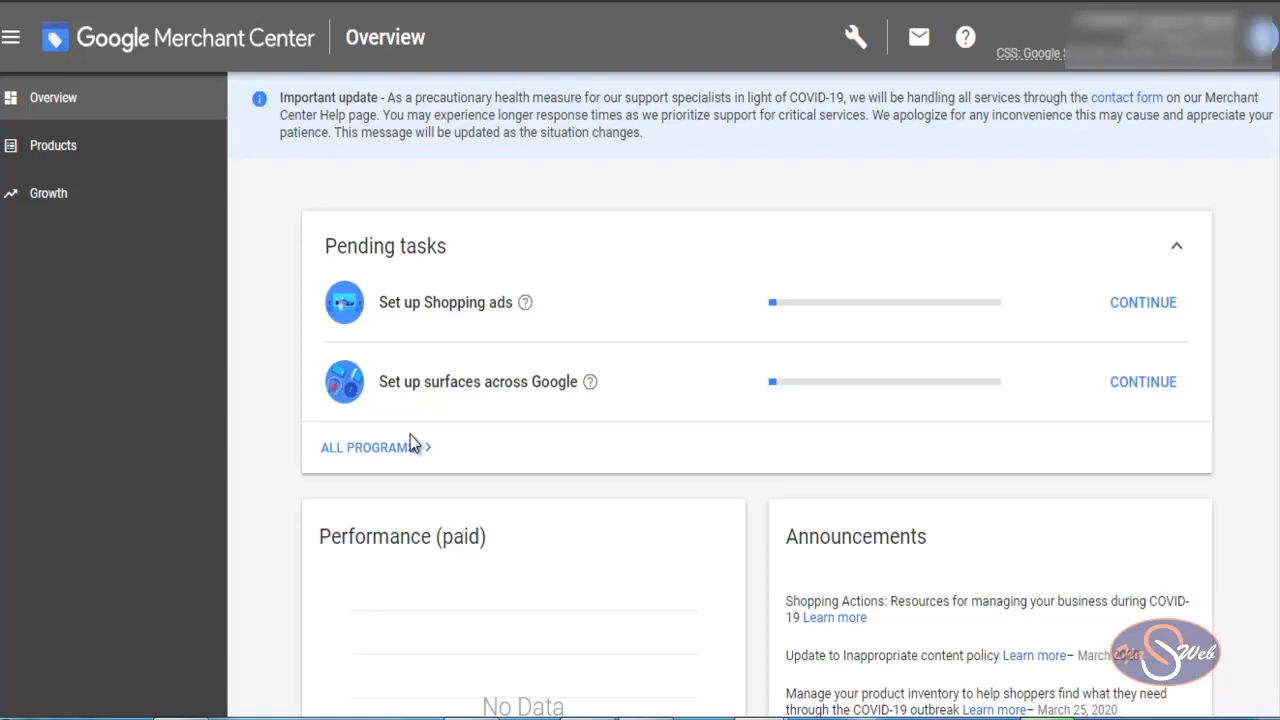 Google Merchant Center
Overview
CSS: Google
Overview
Products
Growth
Important update - As a precautionary health measure for our support specialists in light of COVID-19, we will be handling all services through the contact form on our Merchant
Center Help page. You may experience longer response times as we prioritize support for critical services. We apologize for any inconvenience this may cause and appreciate your
patience. This message will be updated as the situation changes.
Pending tasks
Set up Shopping ads
CONTINUE
Set up surfaces across Google
CONTINUE
ALL PROGRAMS
Performance (paid)
No Data
Announcements
Shopping Actions: Resources for managing your business during COVID-
19 Learn more
Update to Inappropriate content policy Learn more– March
Manage your product inventory to help shoppers find what they need
through the COVID-19 outbreak Learn more– March 25, 2020
Web